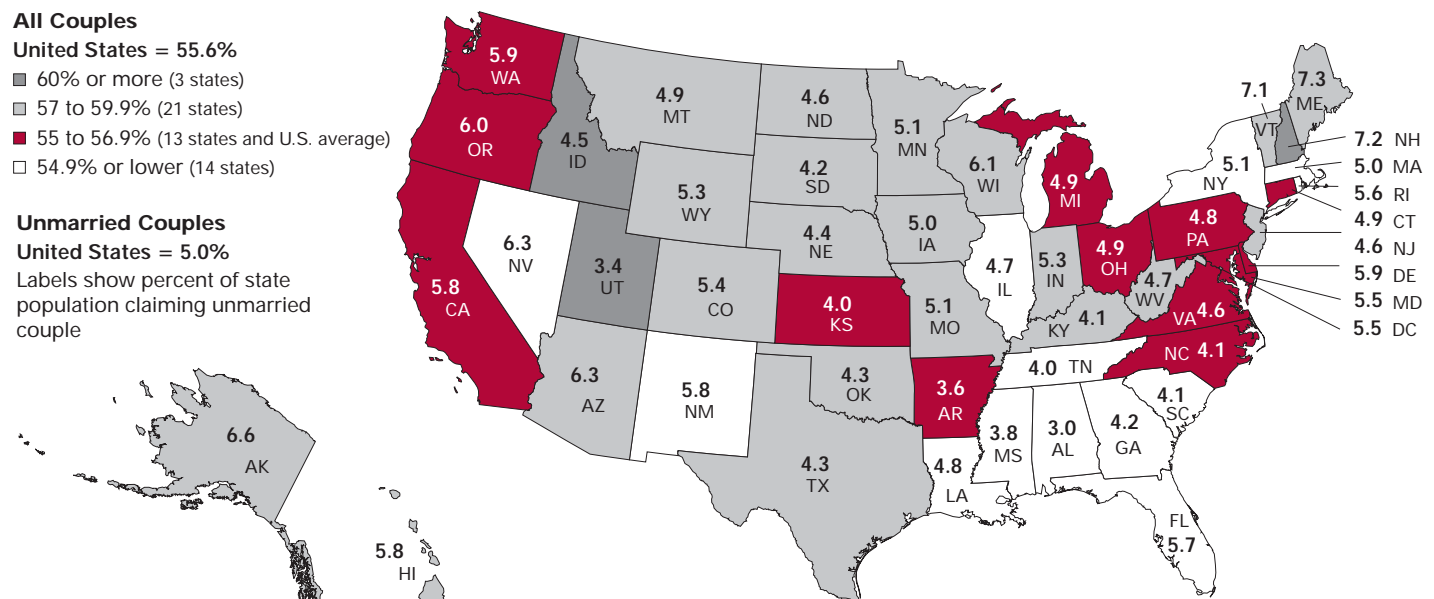 All Couples
United States = 55.6%
60% or more (3 states)
57 to 59.9% (21 states)
55 to 56.9% (13 states and U.S. average)
54.9% or lower (14 states)
Unmarried Couples
United States = 5.0%
Labels show percent of state
population claiming unmarried
couple
5.9
WA
6.0
OR
5.8
CA
4.5
ID
6.3
NV
3.4
UT
6.3
AZ
4.9
MT
5.3
WY
5.4
CO
5.8
NM
4.6
ND
4.2
SD
4.4
NE
4.0
KS
4.3
OK
4.3
TX
5.1
MN
5.0
IA
5.1
MO
3.6
AR
4.8
LA
6.1
WI
4.7
IL
4.9
MI
5.3
IN
4.9
OH
KY 4.1
4.0 TN
3.8
MS
3.0
AL
4.2
GA
FL
5.7
4.1
SC
NC 4.1
VA 4.6
4.7
WV
4.8
PA
5.1
NY
7.1
VT
7.3
ME
7.2 NH
5.0 MA
5.6 RI
4.9 CT
4.6 NJ
5.9 DE
5.5 MD
5.5 DC
6.6
AK
5.8
HI